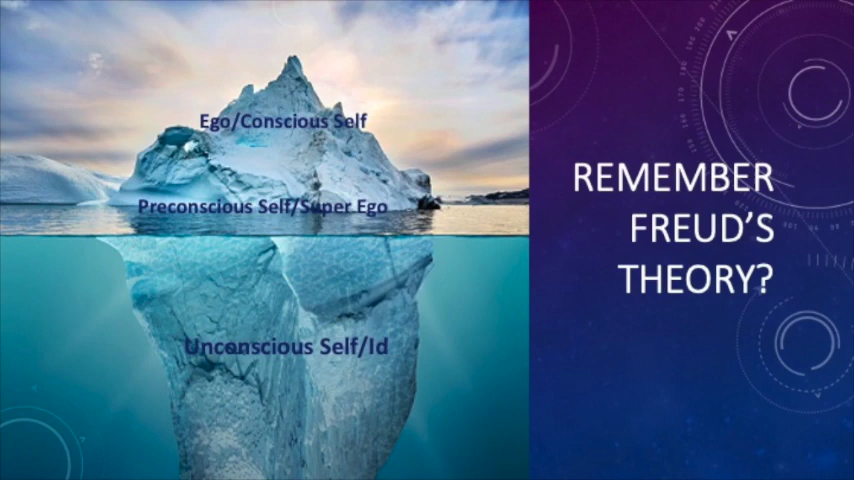 Ego/Conscious Self
Preconscious Self/Super Ego
Unconscious Self/Id
REMEMBER
FREUD'S
THEORY?